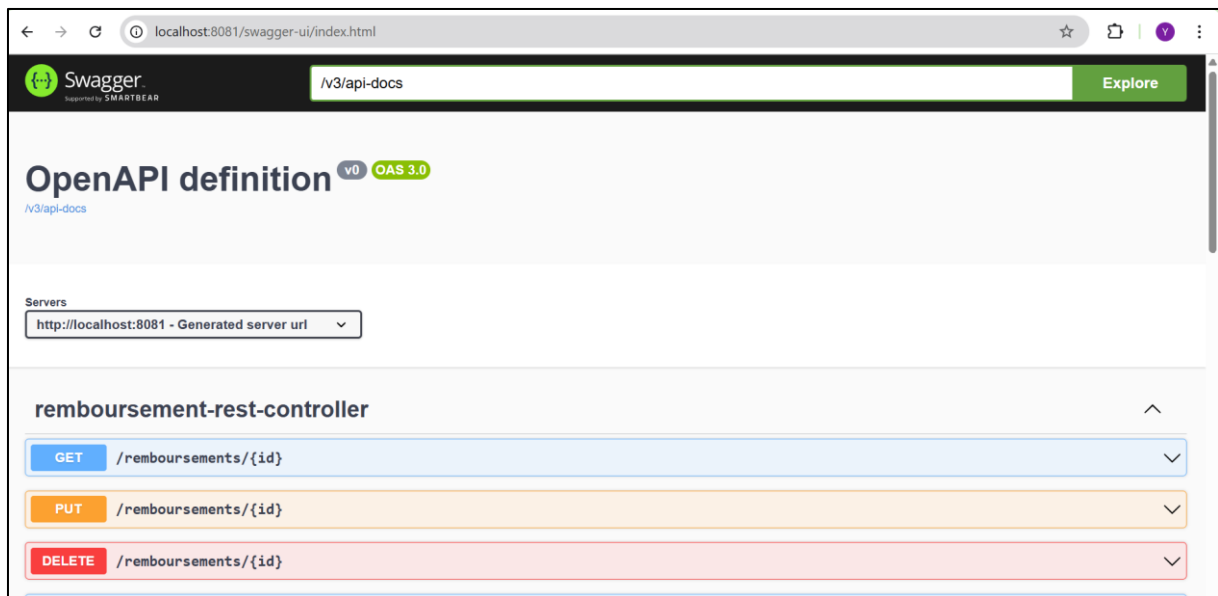 localhost:8081/swagger-ui/index.html
Y
Swagger.
Supported by SMARTBEAR
/v3/api-docs
Explore
OpenAPI definition v0 OAS 3.0
/v3/api-docs
Servers
http://localhost:8081 - Generated server url
remboursement-rest-controller
GET /remboursements/{id}
PUT /remboursements/{id}
DELETE /remboursements/{id}